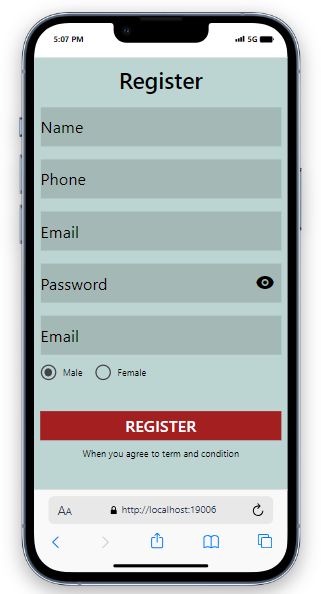 5:07 PM 5G
Register
Name
Phone
Email
Password
Email
Male Female
REGISTER
When you agree to term and condition
AA http://localhost:19006